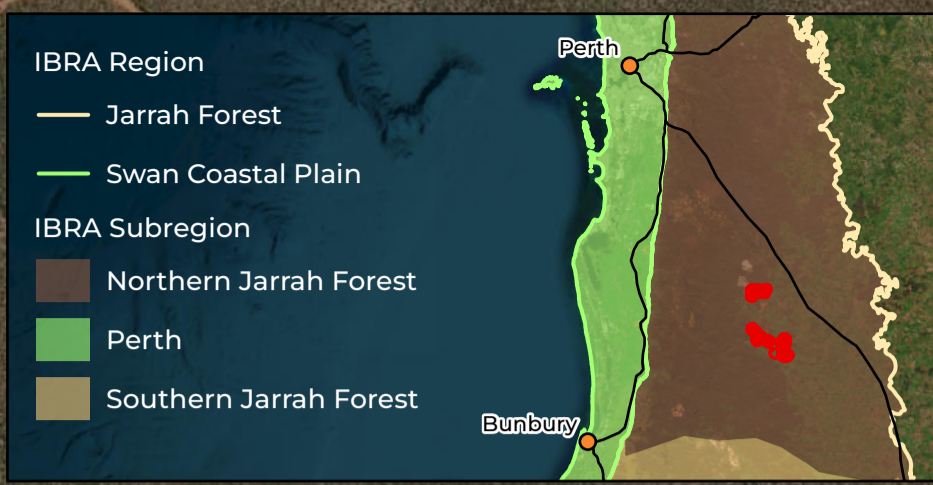 IBRA Region
Jarrah Forest
Swan Coastal Plain
IBRA Subregion
Northern Jarrah Forest
Perth
Southern Jarrah Forest
Perth
Bunbury